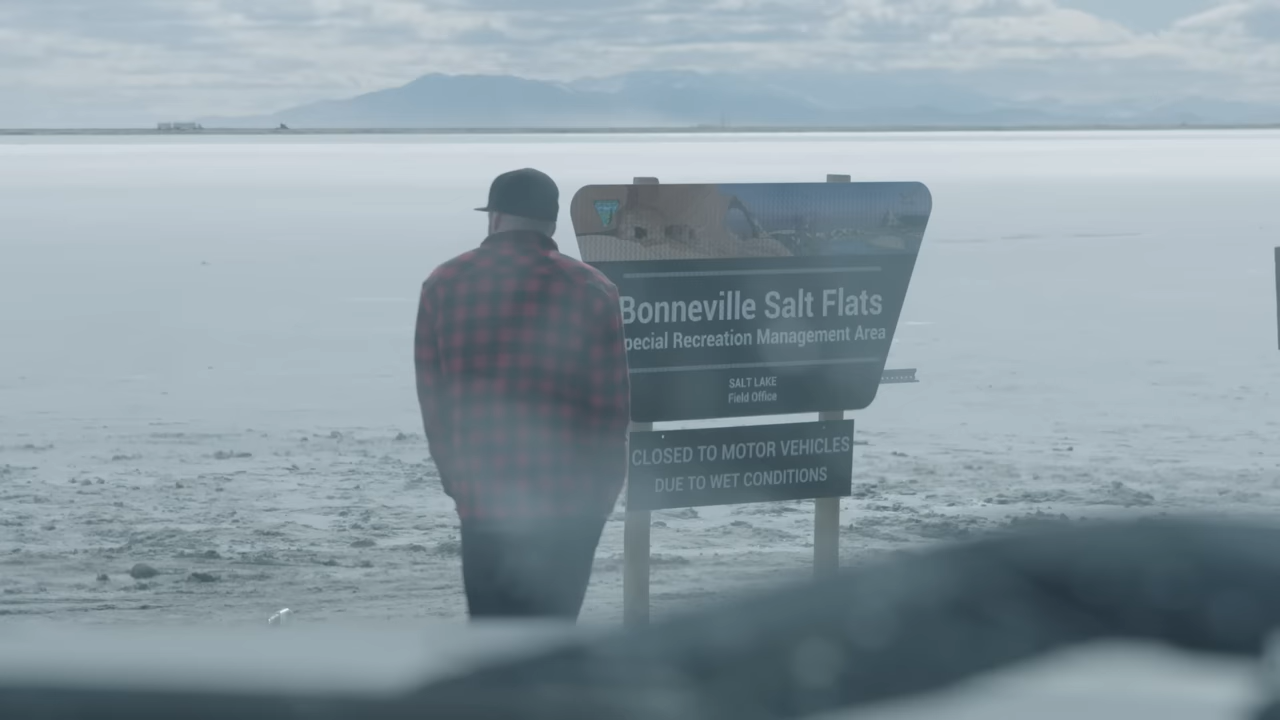 Bonneville Salt Flats
pecial Recreation Management Area
SALT LAKE
Field Office
CLOSED TO MOTOR VEHICLES
DUE TO WET CONDITIONS